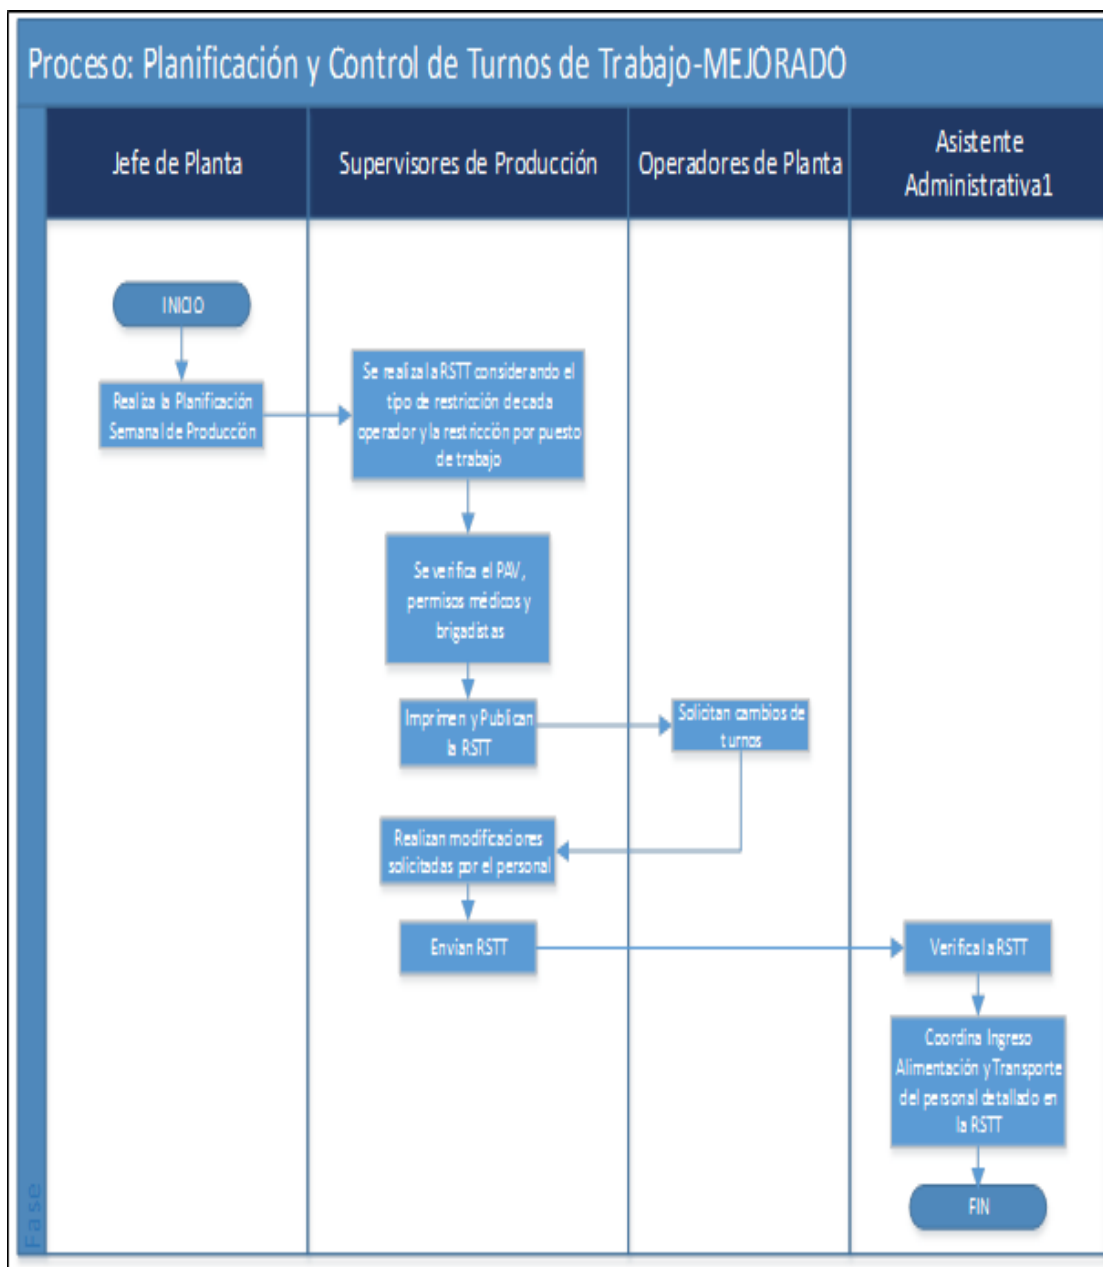 Proceso: Planificación y Control de Turnos de Trabajo-MEJORADO
Jefe de Planta
Supervisores de Producción
Operadores de Planta
Asistente
Administrativa1
INICIO
Realiza la Planificación
Semanal de Producción
Se realiza la RSTT considerando el
tipo de restricción de cada
operador y la restricción por puesto
de trabajo
Se verifica el PAV,
permisos médicos y
brigadistas
Imprimen y Publican
la RSTT
Solicitan cambios de
turnos
Realizan modificaciones
solicitadas por el personal
Envian RSTT
Verifica la RSTT
Coordina Ingreso
Alimentación y Transporte
del personal detallado en
la RSTT
FIN
Fase